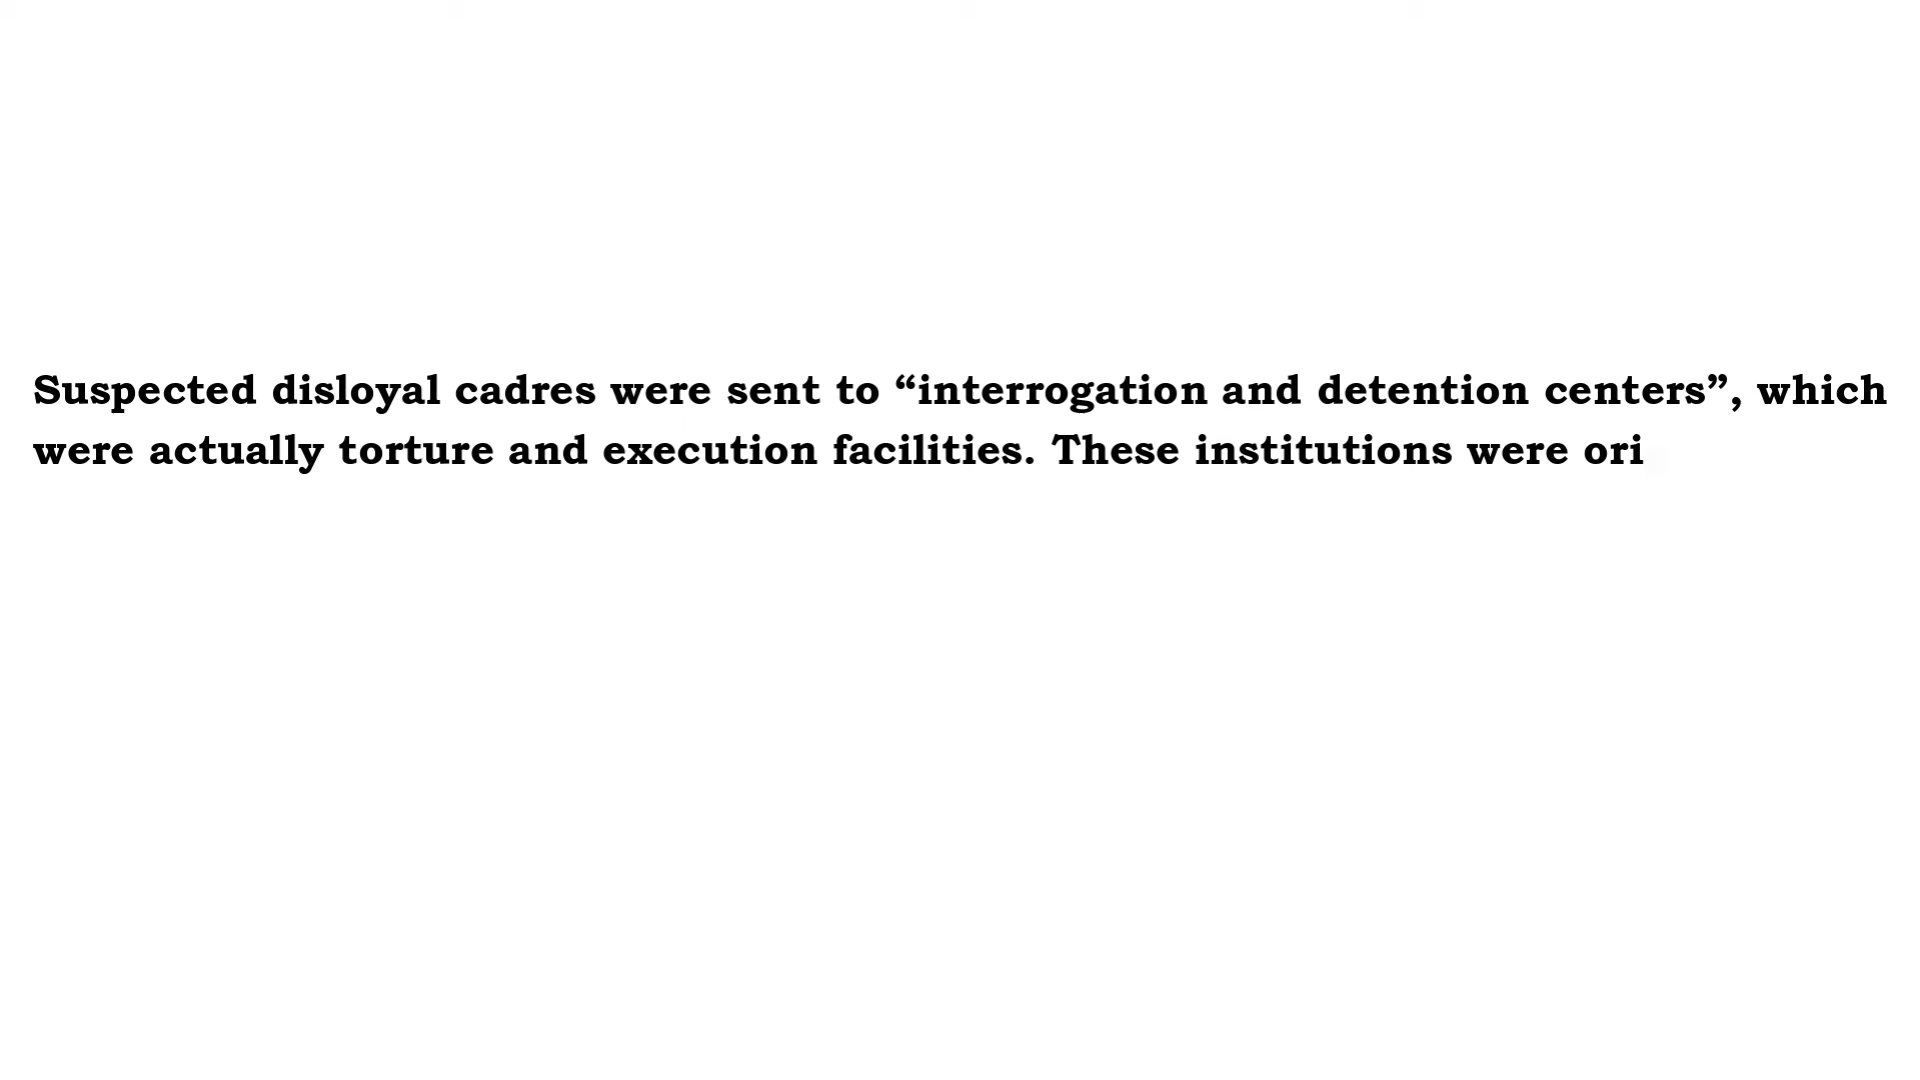 Suspected disloyal cadres were sent to “interrogation and detention centers”, which
were actually torture and execution facilities. These institutions were ori